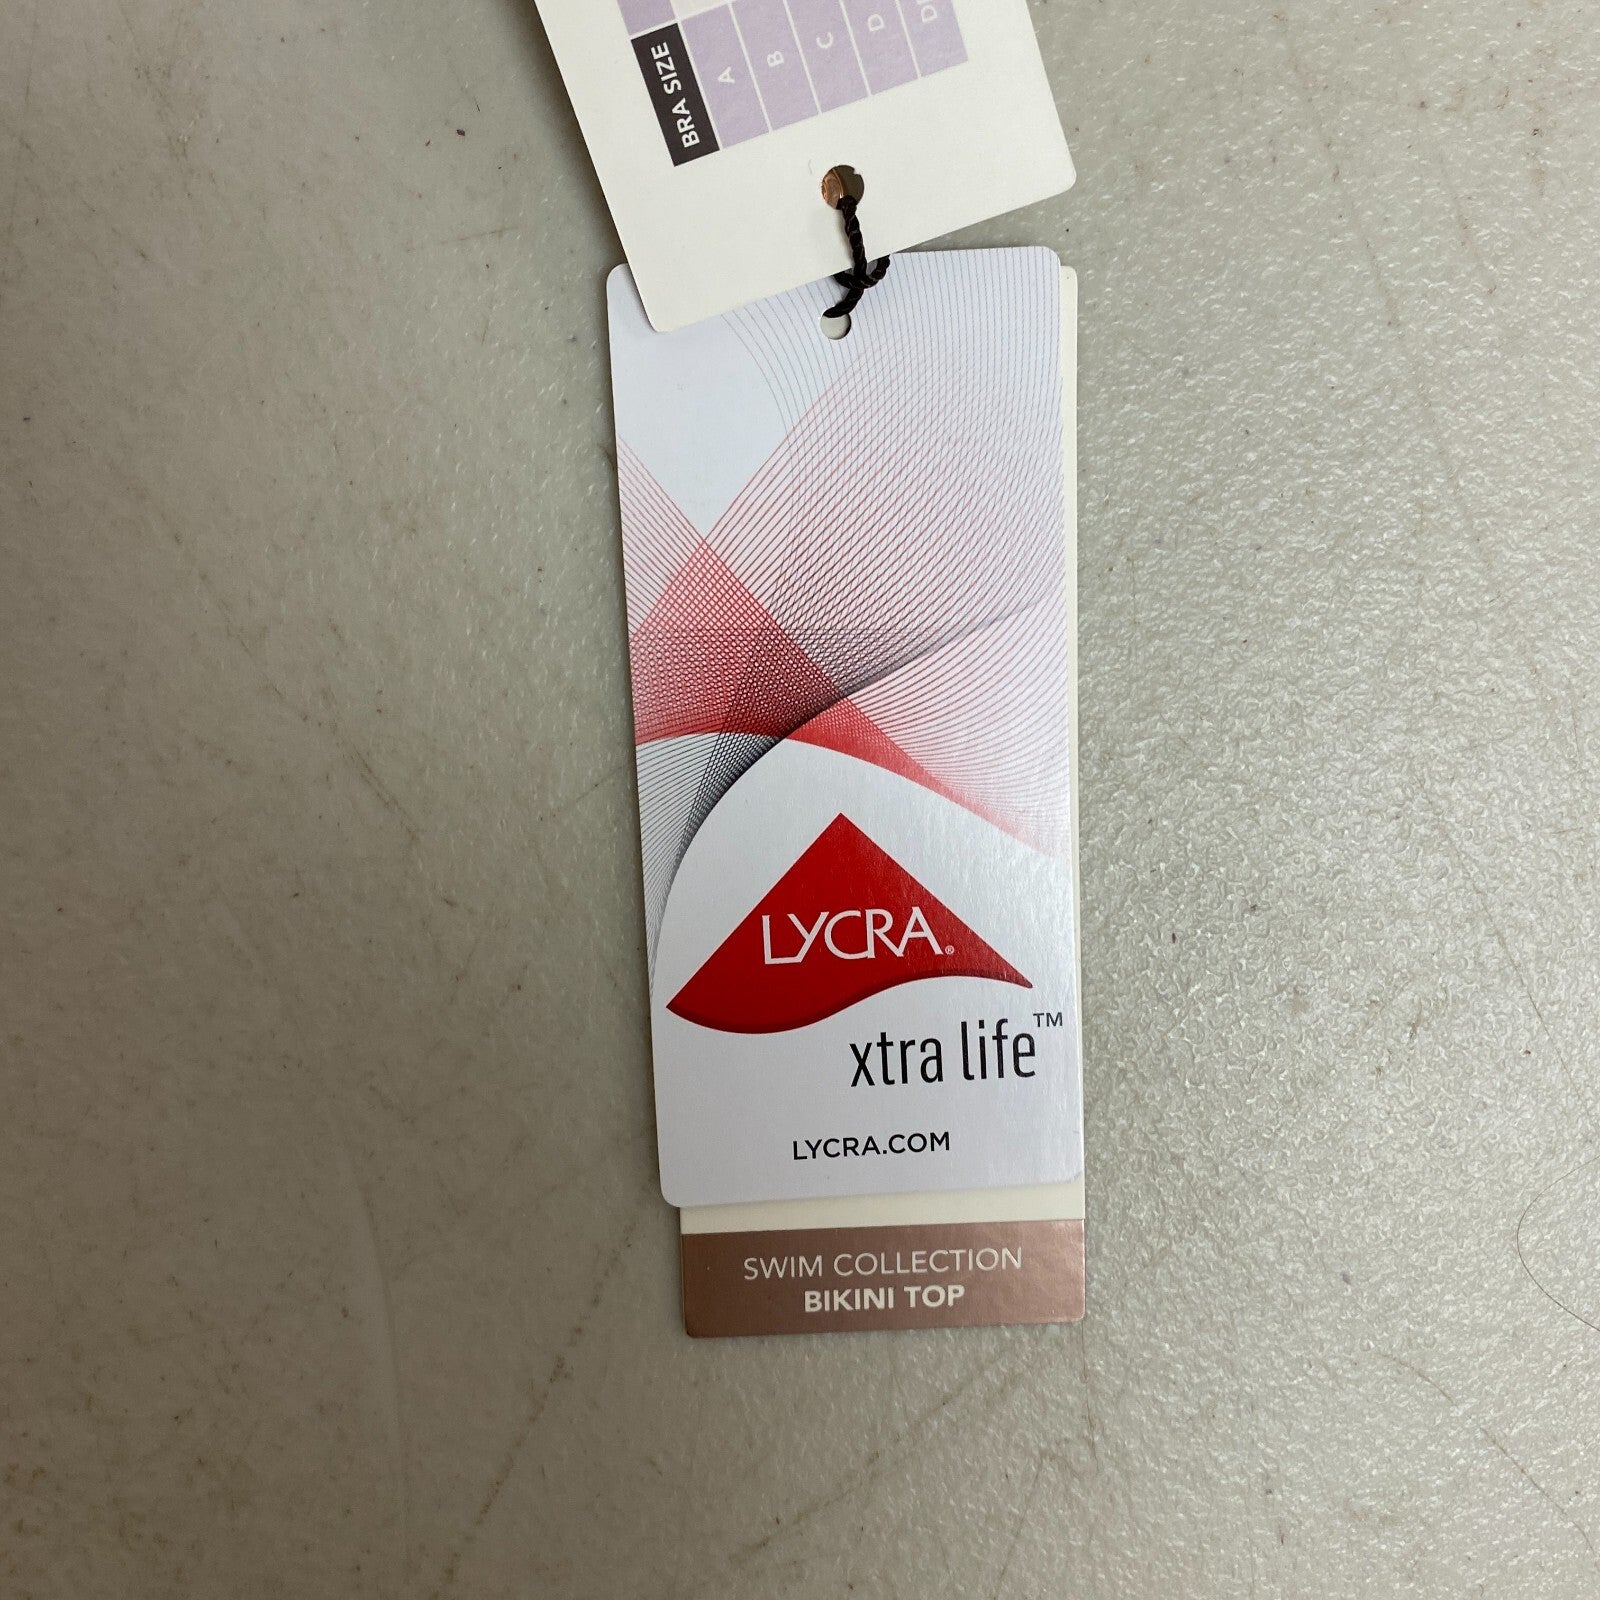 BRA SIZE
A
B
C
D
LYCRA®
xtra life™
LYCRA.COM
SWIM COLLECTION
BIKINI TOP